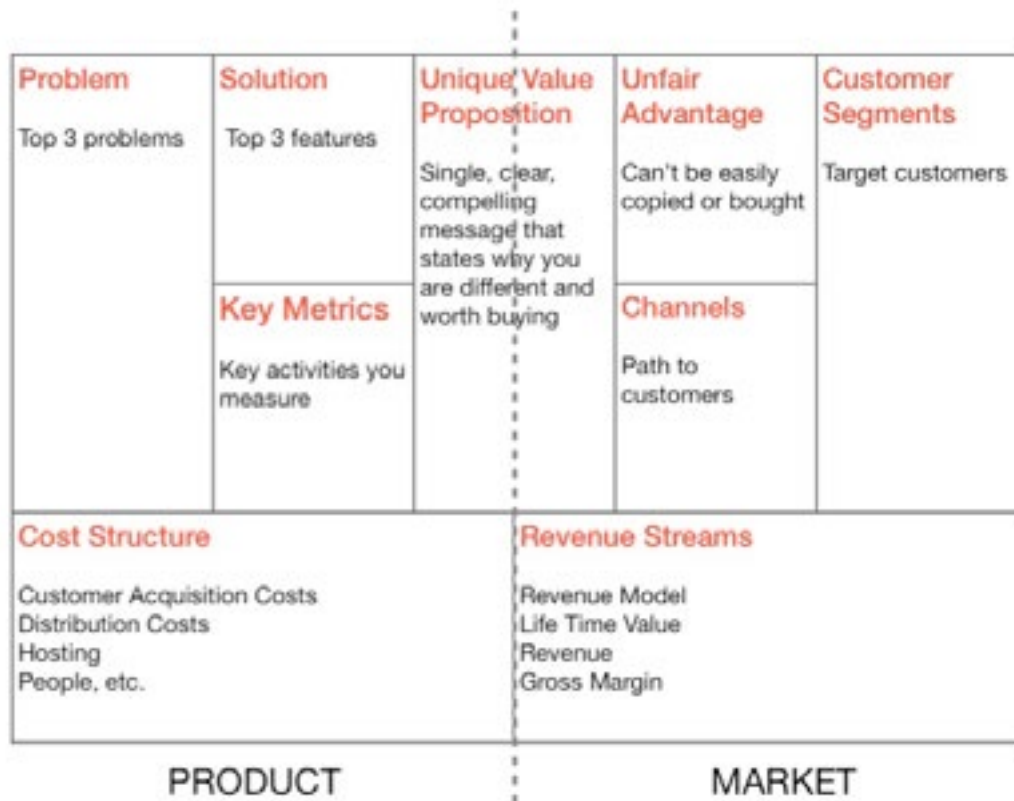 Problem
Top 3 problems
Solution
Top 3 features
Key Metrics
Key activities you
measure
Unique Value
Proposition
Single, clear,
compelling
message that
states why you
are different and
worth buying
Unfair
Advantage
Can't be easily
copied or bought
Channels
Path to
customers
Customer
Segments
Target customers
Cost Structure
Customer Acquisition Costs
Distribution Costs
Hosting
People, etc.
Revenue Streams
Revenue Model
Life Time Value
Revenue
Gross Margin
PRODUCT
MARKET